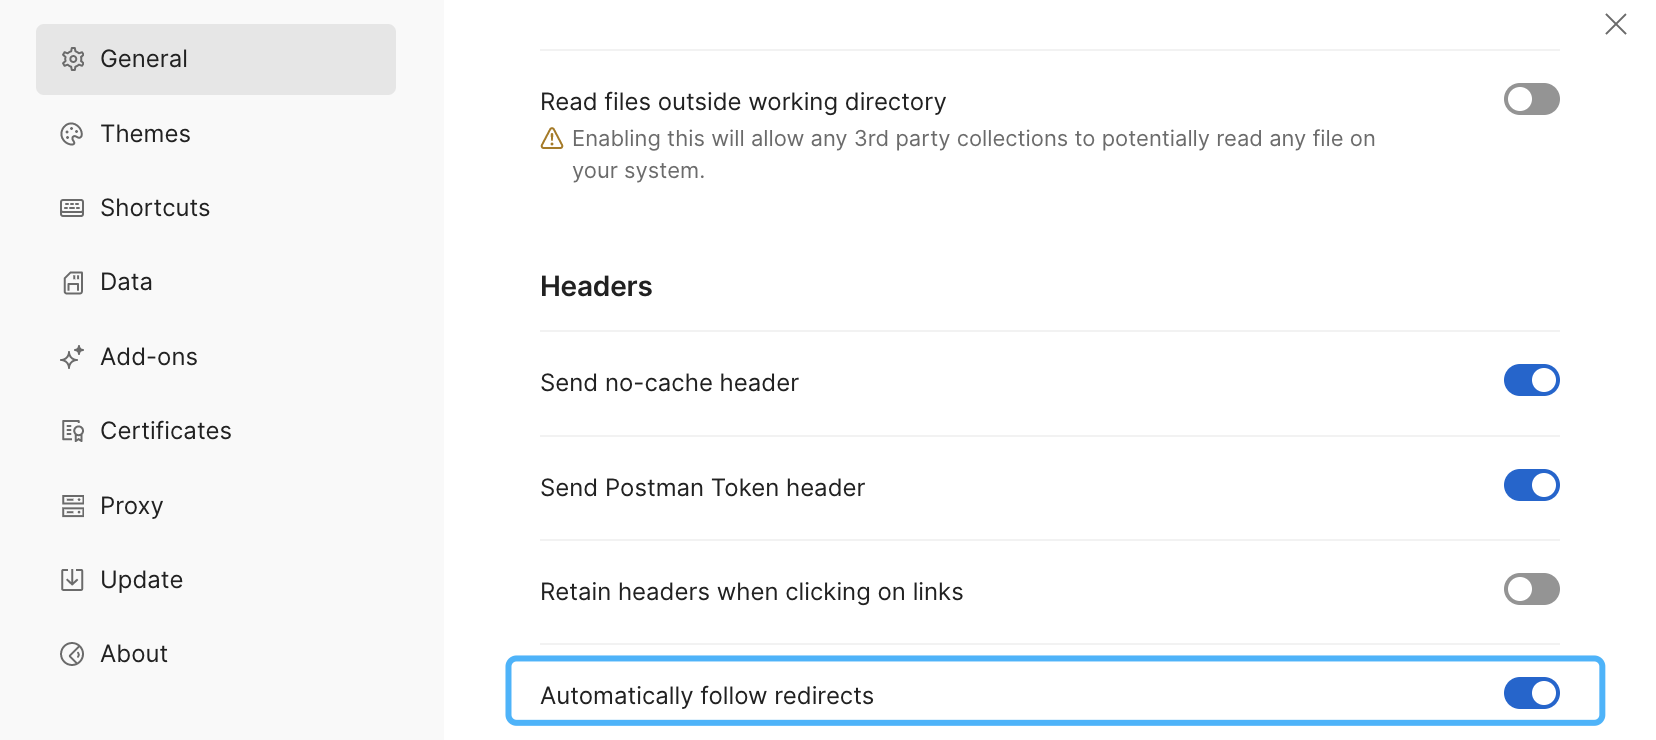 General
Themes
Shortcuts
Data
Add-ons
Certificates
Proxy
Update
About
Read files outside working directory
Enabling this will allow any 3rd party collections to potentially read any file on
your system.
Headers
Send no-cache header
Send Postman Token header
Retain headers when clicking on links
Automatically follow redirects